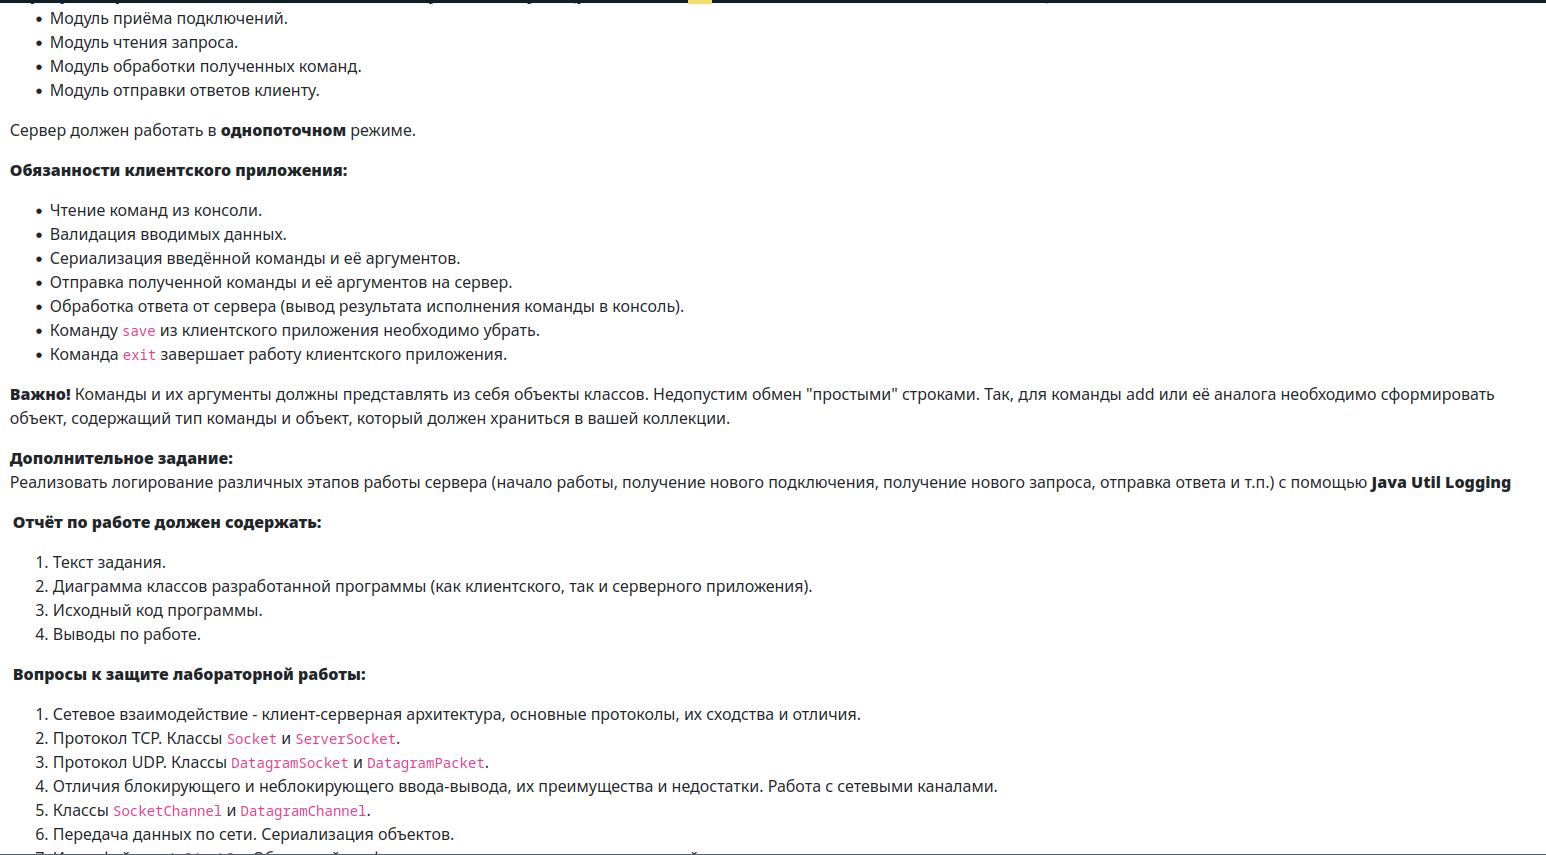 Модуль приёма подключений.
Модуль чтения запроса.
Модуль обработки полученных команд.
Модуль отправки ответов клиенту.
Сервер должен работать в однопоточном режиме.
Обязанности клиентского приложения:
Чтение команд из консоли.
Валидация вводимых данных.
Сериализация введённой команды и её аргументов.
Отправка полученной команды и её аргументов на сервер.
Обработка ответа от сервера (вывод результата исполнения команды в консоль).
Команду save из клиентского приложения необходимо убрать.
Команда exit завершает работу клиентского приложения.
Важно! Команды и их аргументы должны представлять из себя объекты классов. Недопустим обмен "простыми" строками. Так, для команды add или её аналога необходимо сформировать
объект, содержащий тип команды и объект, который должен храниться в вашей коллекции.
Дополнительное задание:
Реализовать логирование различных этапов работы сервера (начало работы, получение нового подключения, получение нового запроса, отправка ответа и т.п.) с помощью Java Util Logging
Отчёт по работе должен содержать:
1. Текст задания.
2. Диаграмма классов разработанной программы (как клиентского, так и серверного приложения).
3. Исходный код программы.
4. Выводы по работе.
Вопросы к защите лабораторной работы:
1. Сетевое взаимодействие - клиент-серверная архитектура, основные протоколы, их сходства и отличия.
2. Протокол TCP. Классы Socket и ServerSocket.
3. Протокол UDP. Классы DatagramSocket и DatagramPacket.
4. Отличия блокирующего и неблокирующего ввода-вывода, их преимущества и недостатки. Работа с сетевыми каналами.
5. Классы SocketChannel и DatagramChannel.
6. Передача данных по сети. Сериализация объектов.